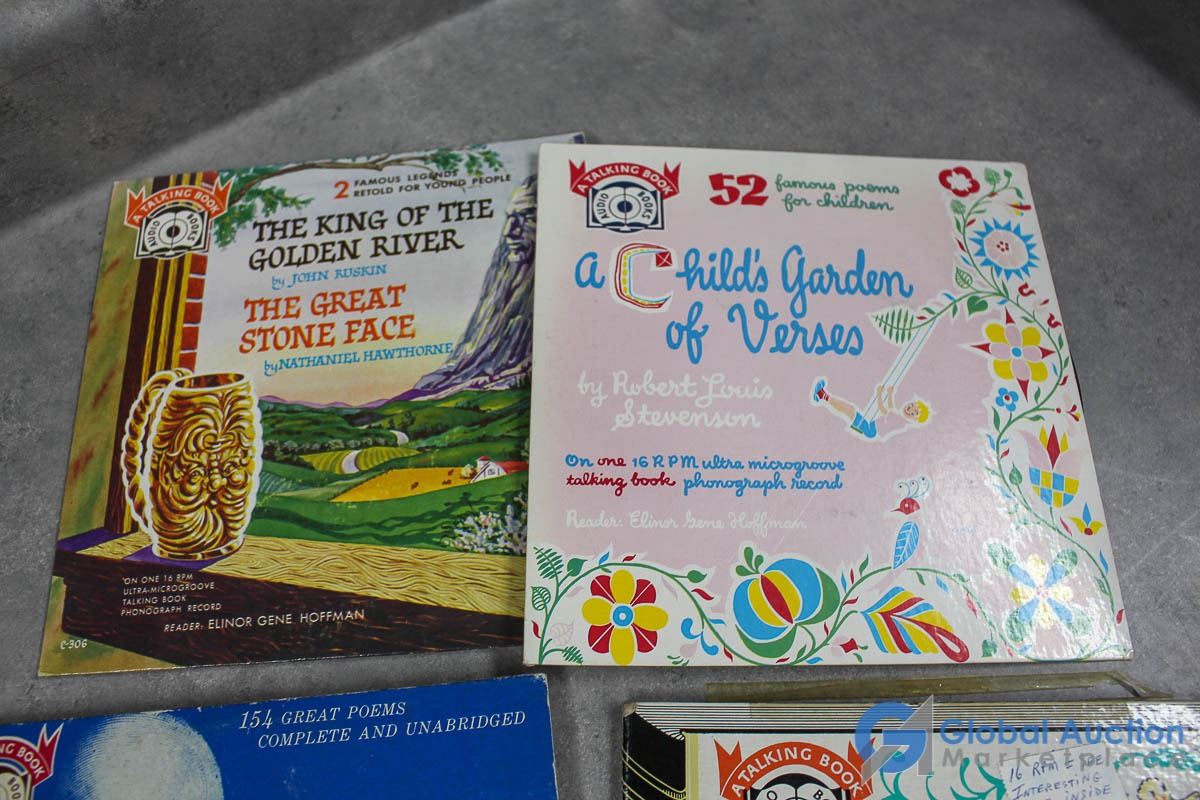 A TALKING BOOK
AUDIO BOOKS
2 FAMOUS LEGENDS
RETOLD FOR YOUNG PEOPLE
THE KING OF THE
GOLDEN RIVER
by JOHN RUSKIN
THE GREAT
STONE FACE
by NATHANIEL HAWTHORNE
ON ONE 16 RPM
ULTRA-MICROGROOVE
TALKING BOOK
PHONOGRAPH RECORD
READER: ELINOR GENE HOFFMAN
C-306
A TALKING BOOK
AUDIO BOOKS
52 famous poems
for children
a Child's Garden
of Verses
by Robert Louis
Stevenson
On one 16 RPM ultra microgroove
talking book phonograph record
Reader: Elinor Gene Hoffman
154 GREAT POEMS
COMPLETE AND UNABRIDGED
NG BOOK
A TALKING BOOK
16 RPM
INTERESTING
INSIDE
Global Auction
Marketplace